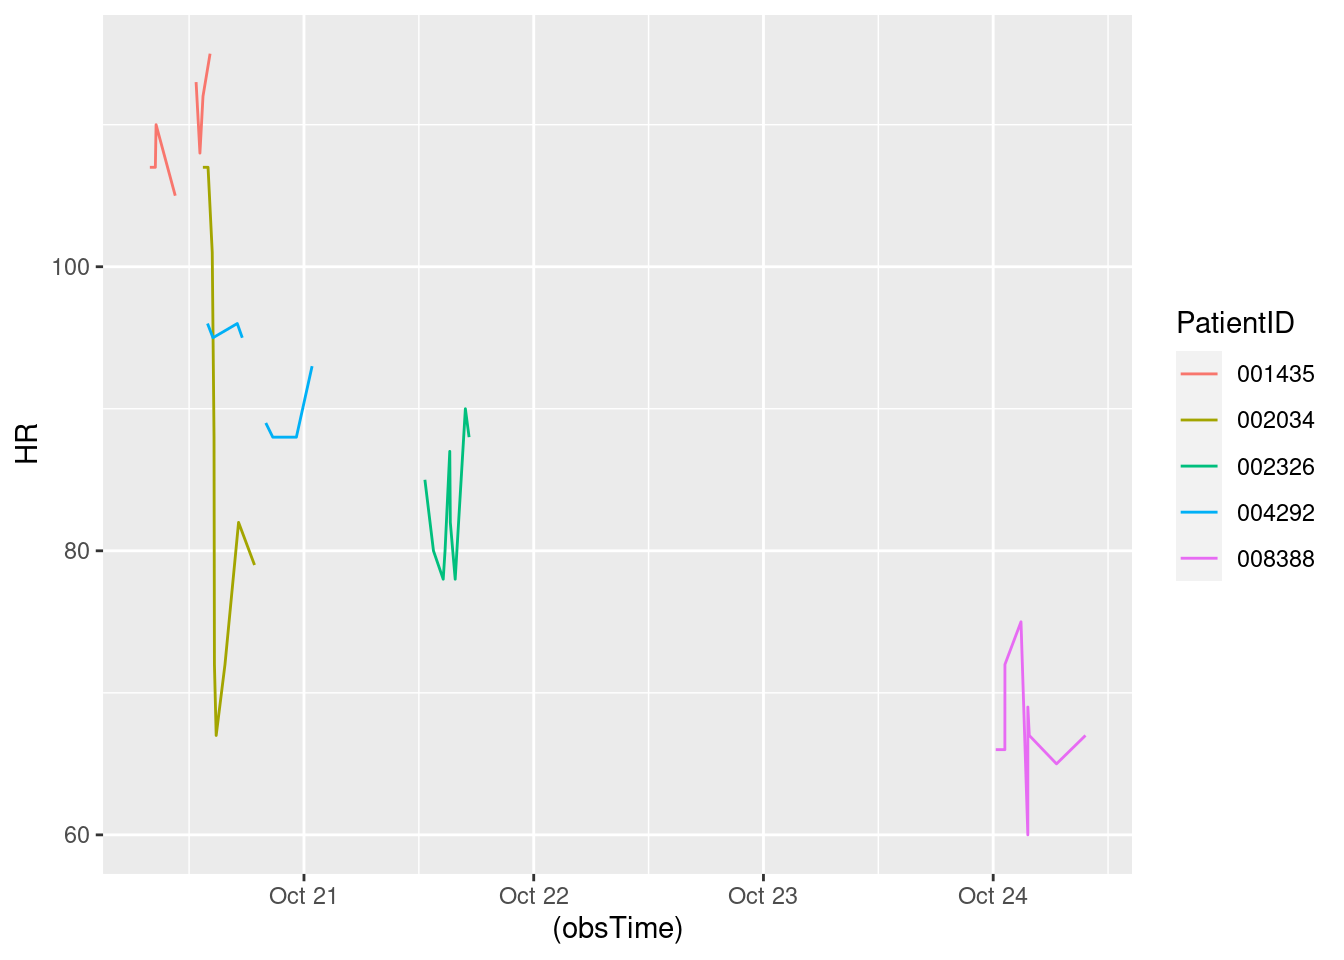 HR
100
80
60
Oct 21
Oct 22
Oct 23
Oct 24
(obsTime)
PatientID
001435
002034
002326
004292
008388